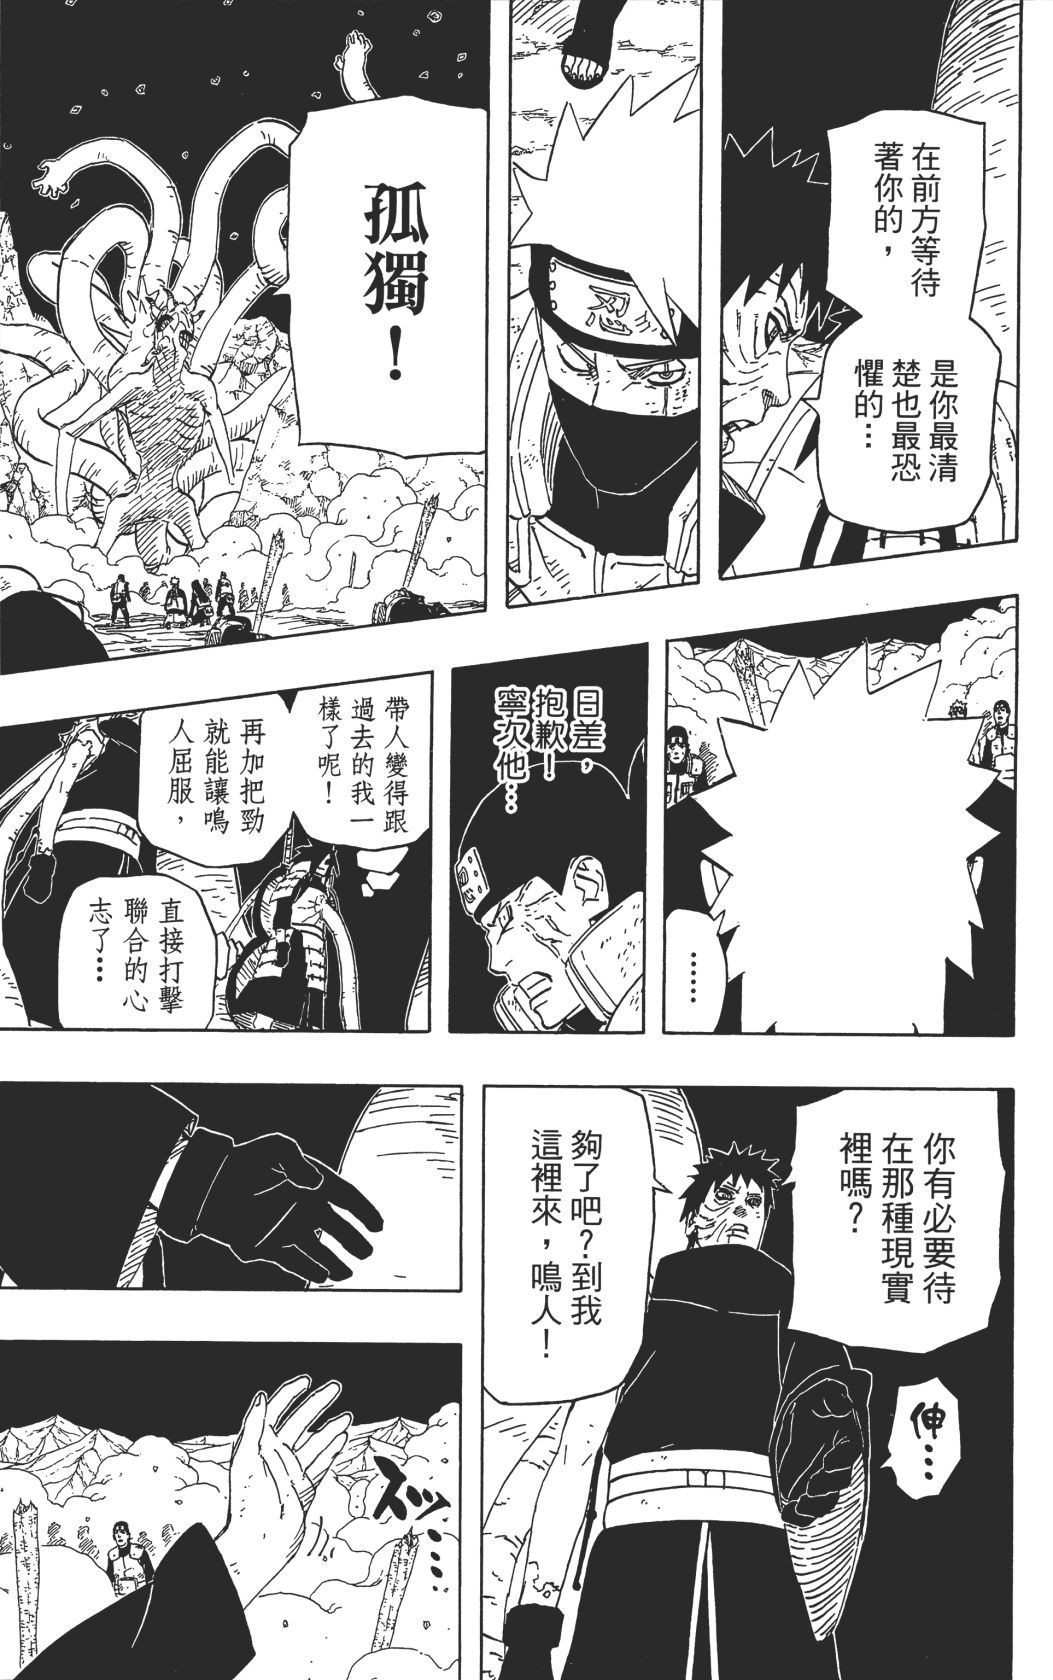 在前方等待
著你的，
是你最清
楚也最恐
懼的…
忍
孤獨！
……
日差，
抱歉！
寧次他…
帶人變得跟
過去的我一
樣了呢！
再加把勁
就能讓鳴
人屈服，
直接打擊
聯合的心
志了…
你有必要待
在那種現實
裡嗎？
夠了吧？到我
這裡來，鳴人！
伸…
スッ…